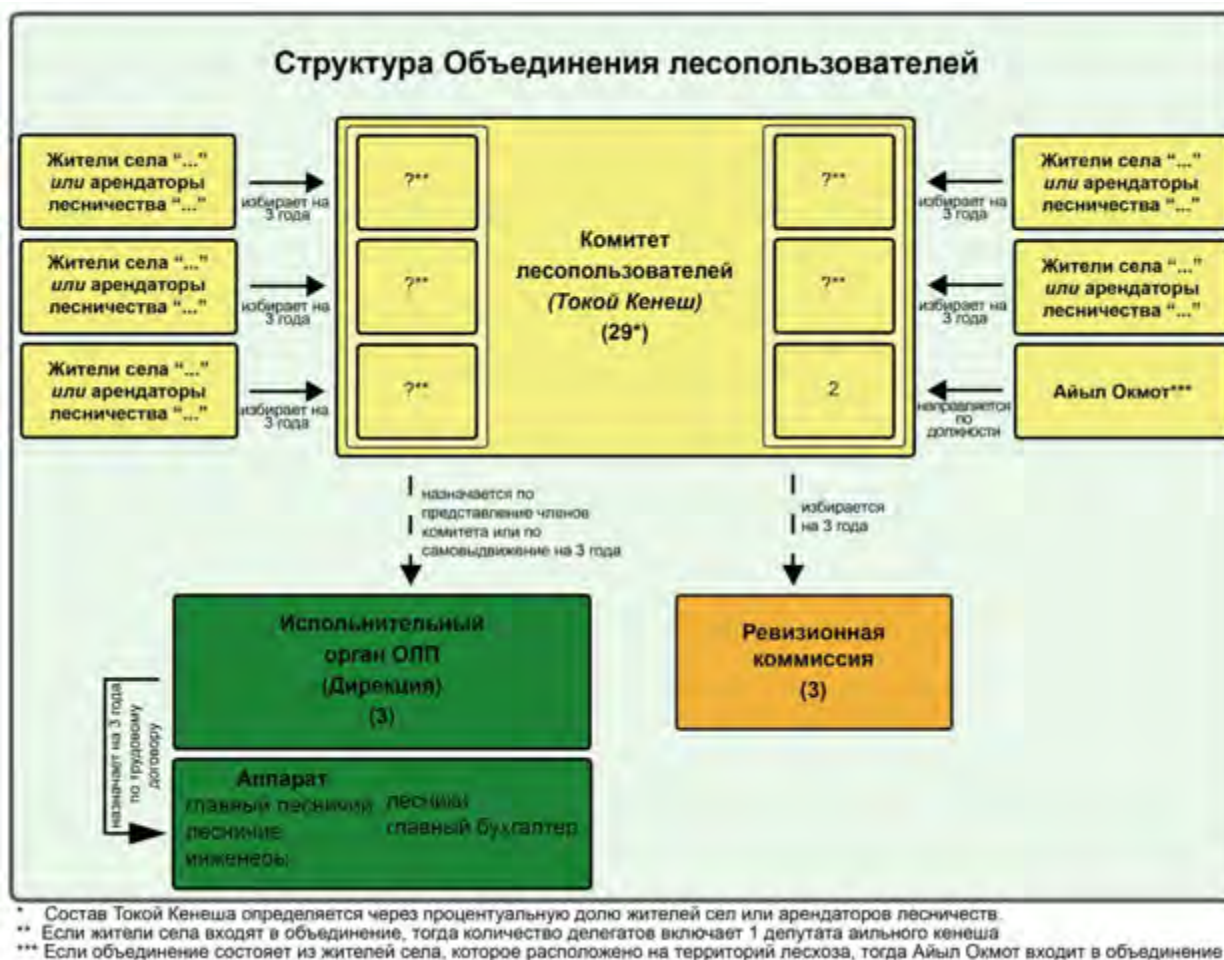 Структура Объединения лесопользователей
Жители села "..."
или арендаторы
лесничества "..."
избирает на
3 года
?**
Жители села "..."
или арендаторы
лесничества "..."
избирает на
3 года
?**
Жители села "..."
или арендаторы
лесничества "..."
избирает на
3 года
?**
Комитет
лесопользователей
(Токой Кенеш)
(29*)
?**
избирает на
3 года
Жители села "..."
или арендаторы
лесничества "..."
?**
избирает на
3 года
Жители села "..."
или арендаторы
лесничества "..."
2
направляется
по
должности
Айыл Окмот***
назначается по
представление членов
комитета или по
самовыдвижение на 3 года
избирается
на 3 года
Испольнительный
орган ОЛП
(Дирекция)
(3)
Ревизионная
коммиссия
(3)
назначает на 3 года
по трудовому
договору
Аппарат
главный лесничий
лесничие
инженеры
лесники
главный бухгалтер
* Состав Токой Кенеша определяется через процентуальную долю жителей сел или арендаторов лесничеств.
** Если жители села входят в объединение, тогда количество делегатов включает 1 депутата аильного кенеша
*** Если объединение состояет из жителей села, которое расположено на территорий лесхоза, тогда Айыл Окмот входит в объединение